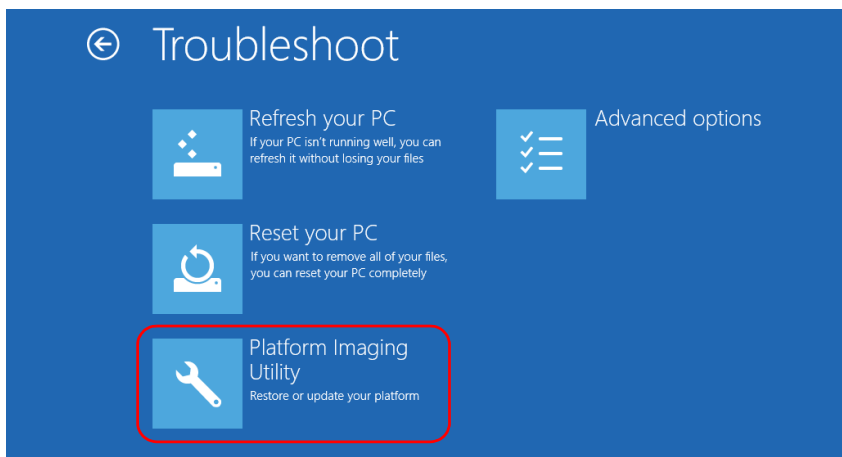 Troubleshoot
Refresh your PC
If your PC isn't running well, you can
refresh it without losing your files
Advanced options
Reset your PC
If you want to remove all of your files,
you can reset your PC completely
Platform Imaging
Utility
Restore or update your platform